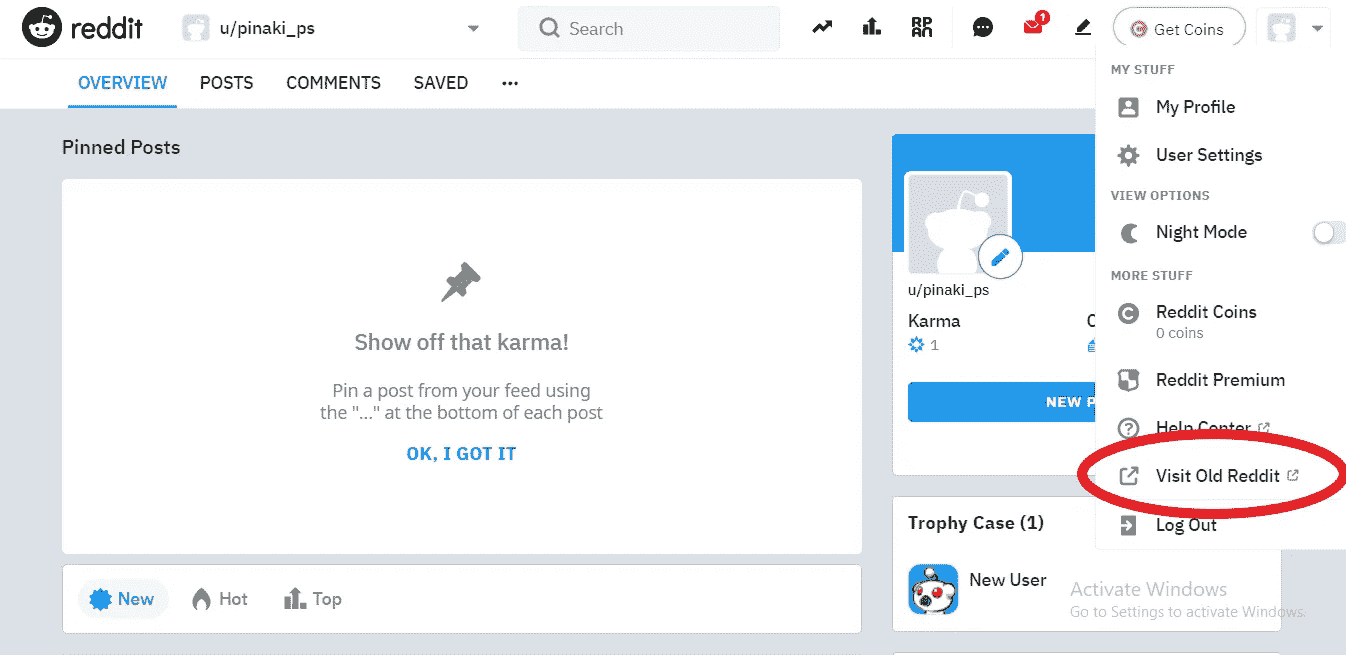 reddit
u/pinaki_ps
Search
1
Get Coins
OVERVIEW
POSTS
COMMENTS
SAVED
...
MY STUFF
My Profile
User Settings
VIEW OPTIONS
Night Mode
MORE STUFF
Reddit Coins
0 coins
Reddit Premium
Help Center
Visit Old Reddit
Log Out
Pinned Posts
Show off that karma!
Pin a post from your feed using
the "..." at the bottom of each post
OK, I GOT IT
New
Hot
Top
u/pinaki_ps
Karma
1
NEW
Trophy Case (1)
New User
Activate Windows
Go to Settings to activate Windows.